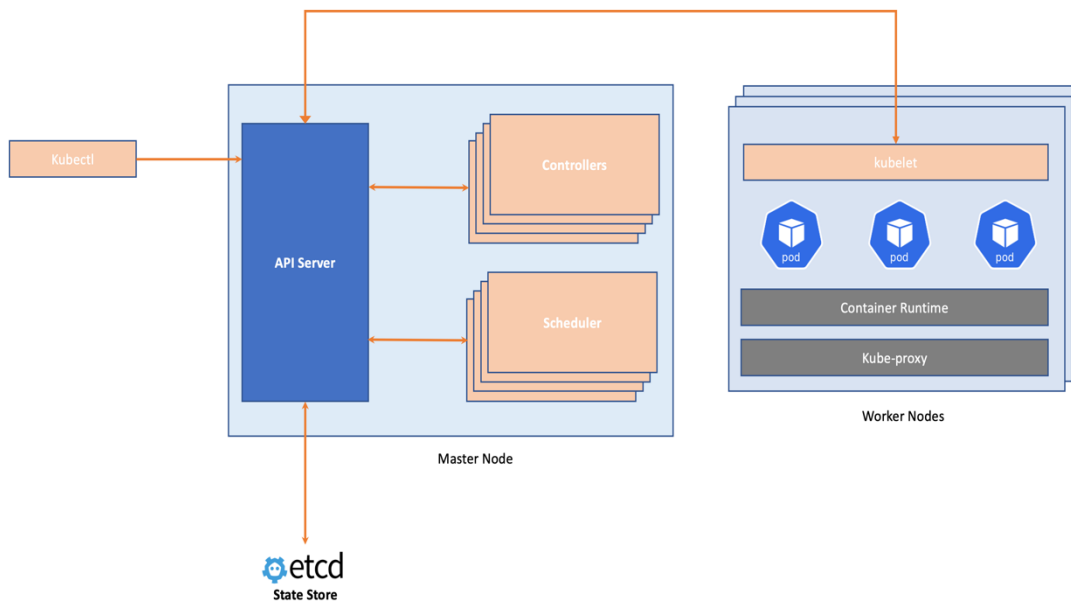 Kubectl
API Server
Controllers
Scheduler
Master Node
etcd
State Store
kubelet
pod
pod
pod
Container Runtime
Kube-proxy
Worker Nodes